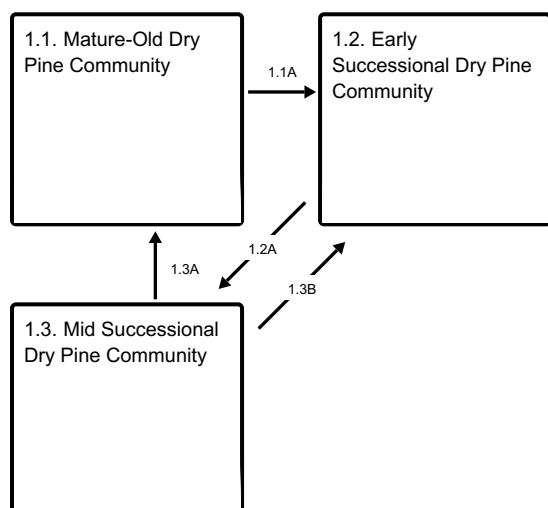 1.1. Mature-Old Dry
Pine Community
1.1A
1.2. Early
Successional Dry Pine
Community
1.2A
1.3A
1.3B
1.3. Mid Successional
Dry Pine Community